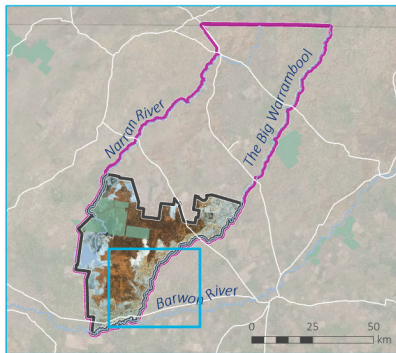 Narran River
The Big Warrambool
Barwon River
0 25 50
km